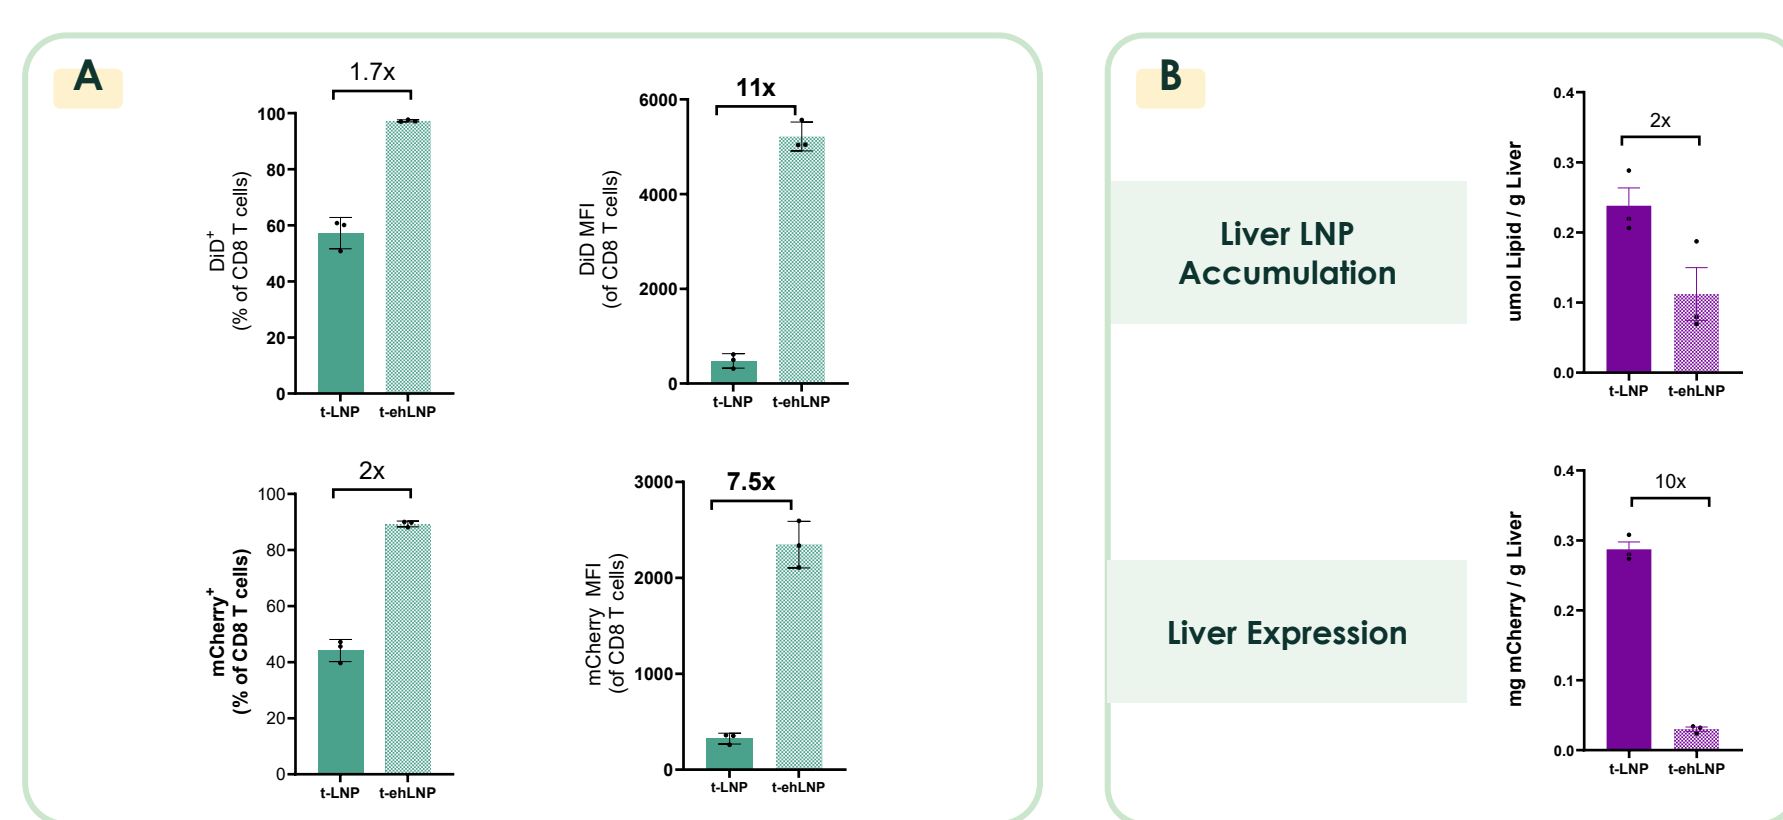 A
1.7x
DiD+
(% of CD8 T cells)
100
80
60
40
20
0
t-LNP t-ehLNP
11x
DiD MFI
(of CD8 T cells)
6000
4000
2000
0
t-LNP t-ehLNP
2x
mCherry+
(% of CD8 T cells)
100
80
60
40
20
0
t-LNP t-ehLNP
7.5x
mCherry MFI
(of CD8 T cells)
3000
2000
1000
0
t-LNP t-ehLNP
B
Liver LNP
Accumulation
2x
umol Lipid / g Liver
0.4
0.3
0.2
0.1
0.0
t-LNP t-ehLNP
Liver Expression
10x
mg mCherry / g Liver
0.4
0.3
0.2
0.1
0.0
t-LNP t-ehLNP